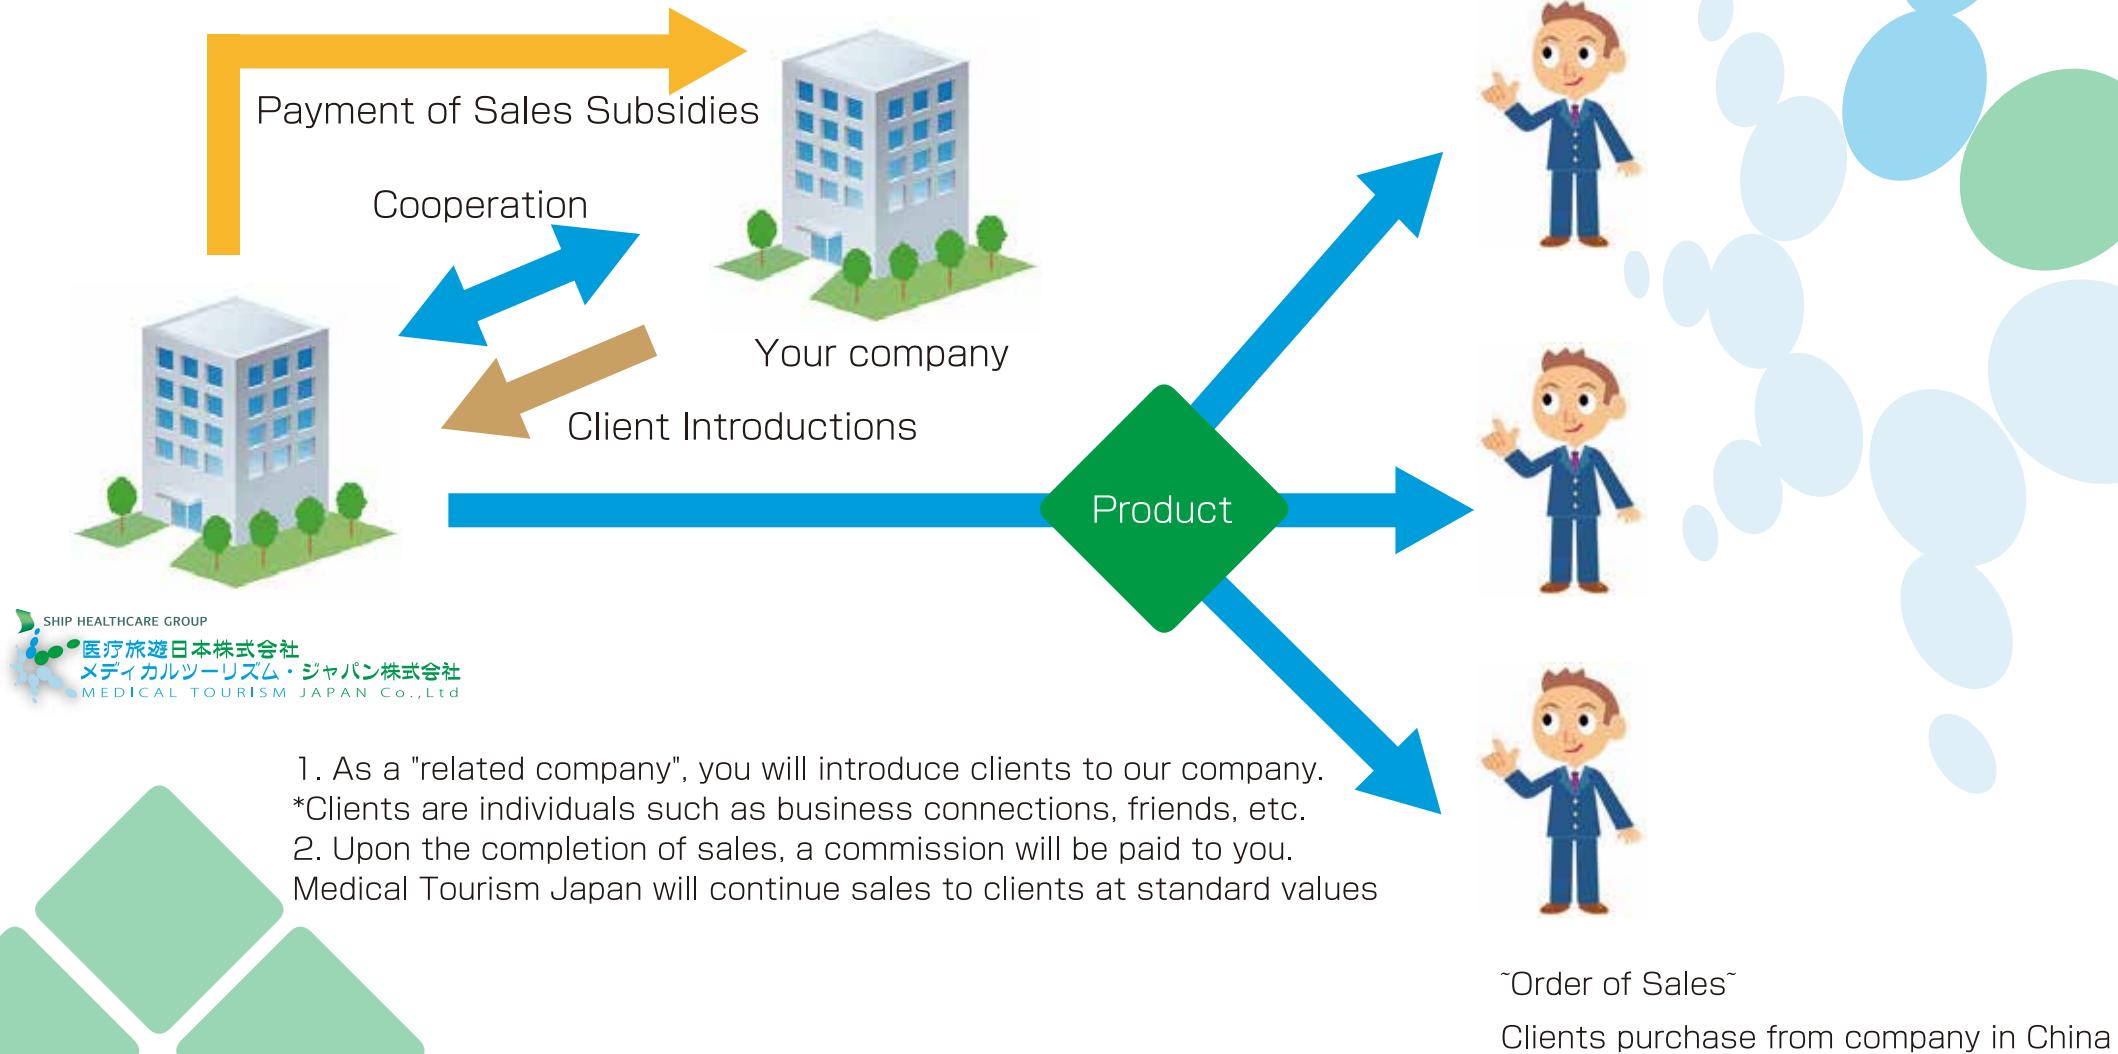 Payment of Sales Subsidies
Cooperation
Your company
Client Introductions
Product
SHIP HEALTHCARE GROUP
医疗旅遊日本株式会社
メディカルツーリズム・ジャパン株式会社
MEDICAL TOURISM JAPAN Co.,Ltd
1. As a "related company", you will introduce clients to our company.
*Clients are individuals such as business connections, friends, etc.
2. Upon the completion of sales, a commission will be paid to you.
Medical Tourism Japan will continue sales to clients at standard values
~Order of Sales~
Clients purchase from company in China